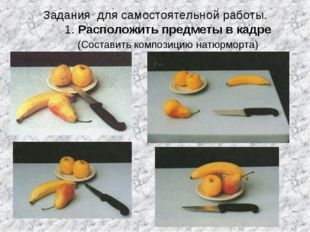 Задания для самостоятельной работы.
1. Расположить предметы в кадре
(Составить композицию натюрморта)